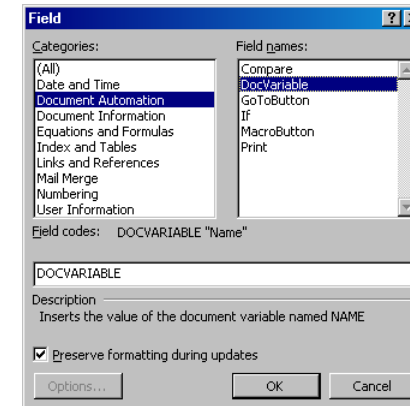 Field
Categories:
Field names:
(All)
Date and Time
Document Automation
Document Information
Equations and Formulas
Index and Tables
Links and References
Mail Merge
Numbering
User Information
Compare
DocVariable
GoToButton
If
MacroButton
Print
Field codes: DOCVARIABLE "Name"
DOCVARIABLE
Description
Inserts the value of the document variable named NAME
Preserve formatting during updates
Options...
OK
Cancel